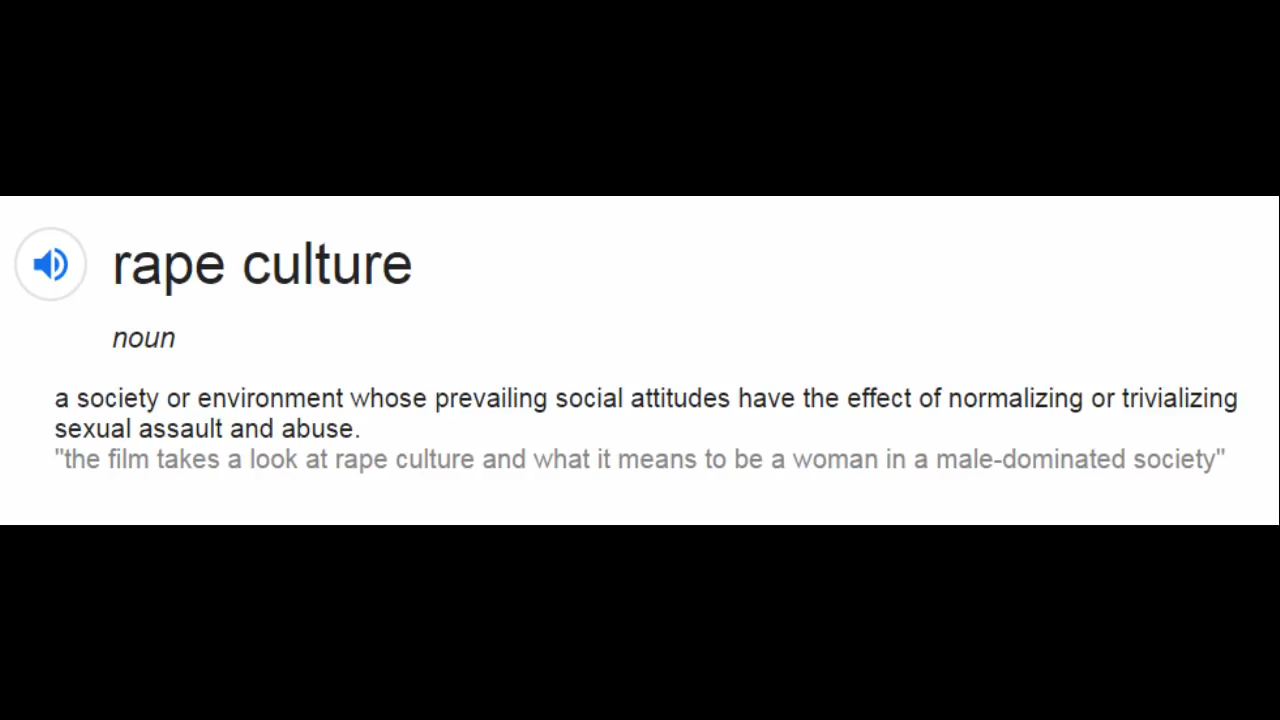 rape culture
noun
a society or environment whose prevailing social attitudes have the effect of normalizing or trivializing
sexual assault and abuse.
"the film takes a look at rape culture and what it means to be a woman in a male-dominated society"